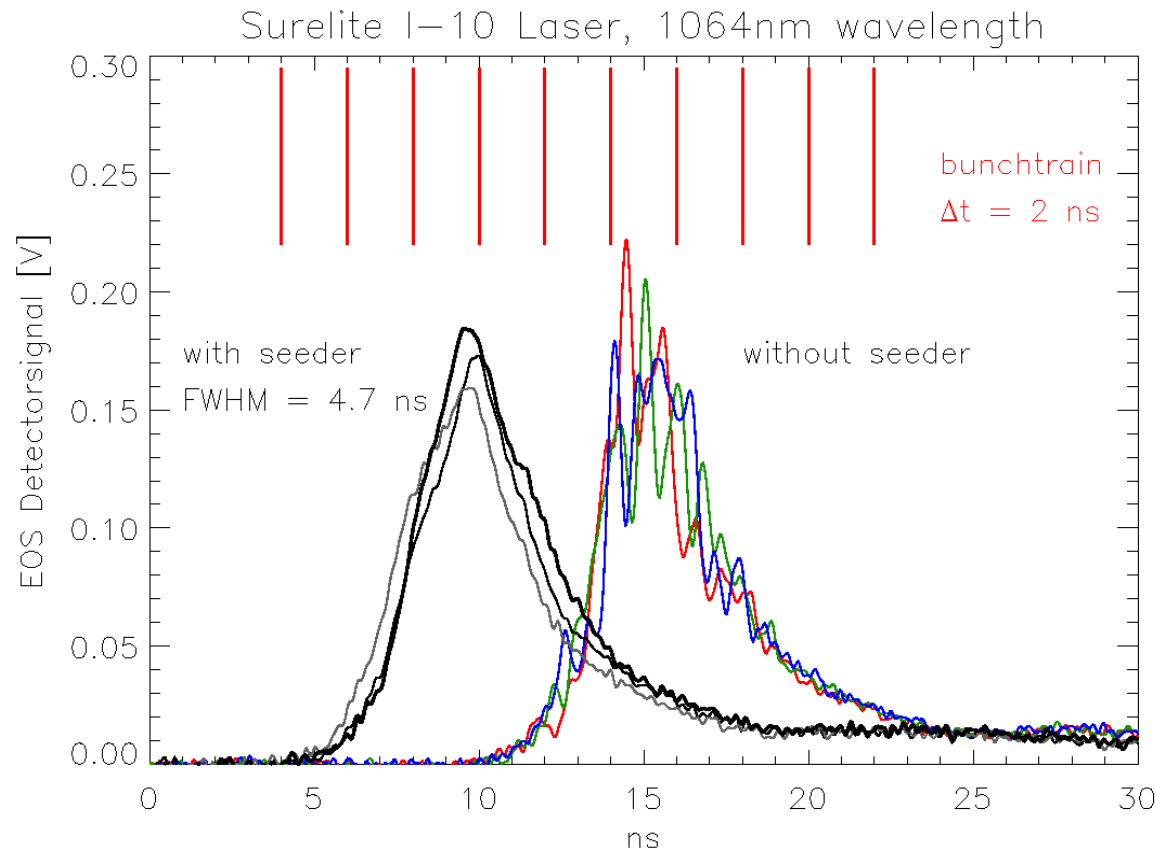 Surelite I-10 Laser, 1064nm wavelength
0.30
0.25
0.20
0.15
0.10
0.05
0.00
EOS Detectorsignal [V]
bunchtrain
Δt = 2 ns
with seeder
FWHM = 4.7 ns
without seeder
0 5 10 15 20 25 30
ns